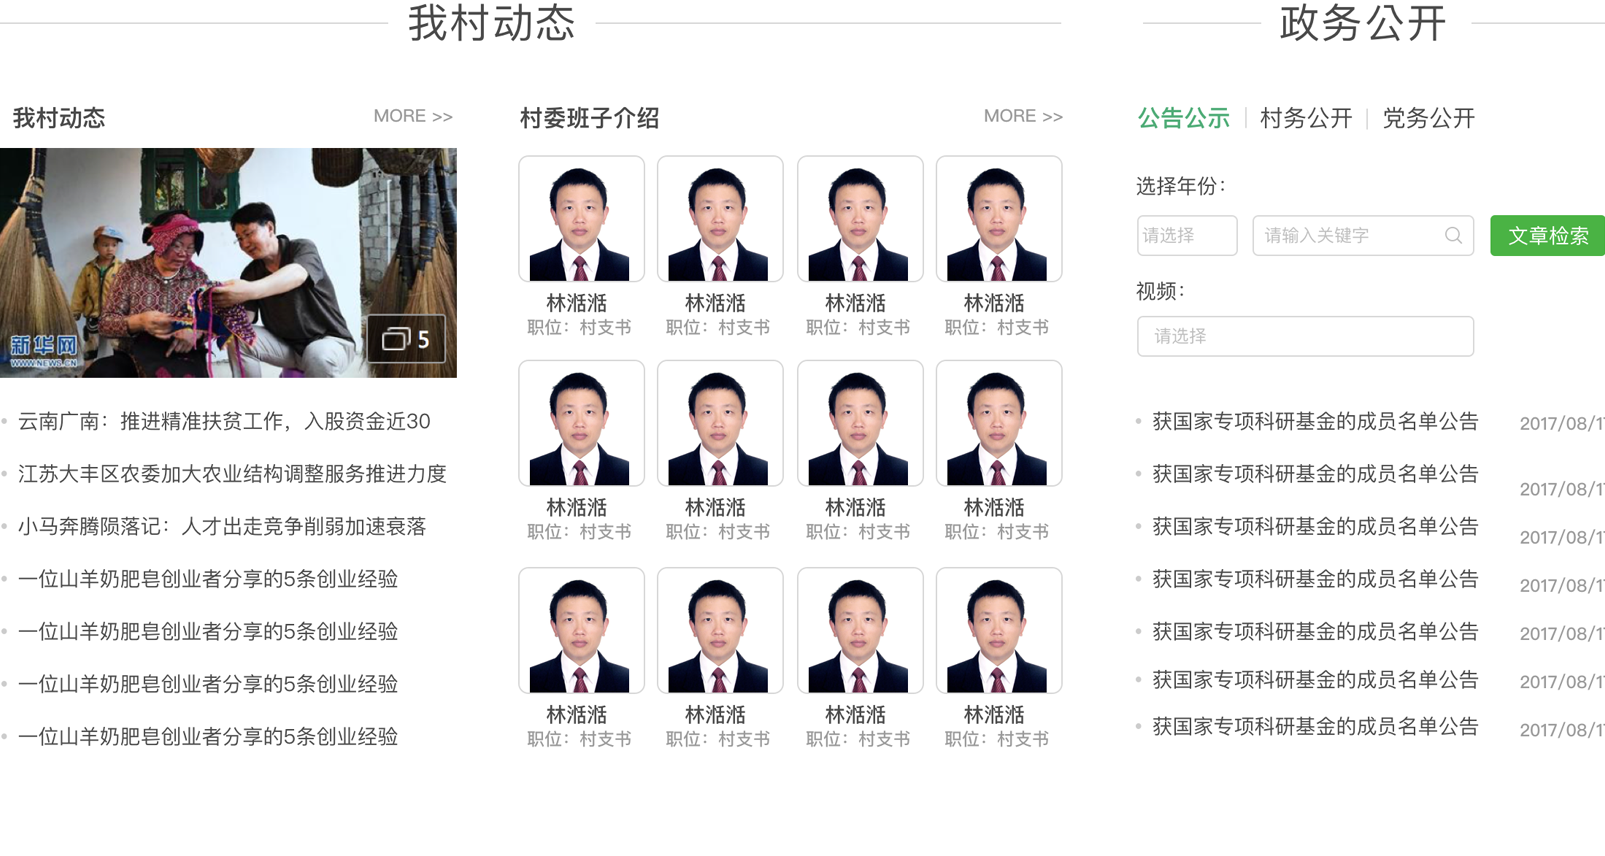 我村动态
政务公开
我村动态
MORE >>
新华网
WWW.NEWS.CN
5
云南广南：推进精准扶贫工作，入股资金近30
江苏大丰区农委加大农业结构调整服务推进力度
小马奔腾陨落记：人才出走竞争削弱加速衰落
一位山羊奶肥皂创业者分享的5条创业经验
一位山羊奶肥皂创业者分享的5条创业经验
一位山羊奶肥皂创业者分享的5条创业经验
一位山羊奶肥皂创业者分享的5条创业经验
村委班子介绍
MORE >>
林湉湉 林湉湉 林湉湉 林湉湉
职位：村支书 职位：村支书 职位：村支书 职位：村支书
林湉湉 林湉湉 林湉湉 林湉湉
职位：村支书 职位：村支书 职位：村支书 职位：村支书
林湉湉 林湉湉 林湉湉 林湉湉
职位：村支书 职位：村支书 职位：村支书 职位：村支书
公告公示 村务公开 党务公开
选择年份：
请选择 请输入关键字 文章检索
视频：
请选择
获国家专项科研基金的成员名单公告 2017/08/1
获国家专项科研基金的成员名单公告 2017/08/1
获国家专项科研基金的成员名单公告 2017/08/1
获国家专项科研基金的成员名单公告 2017/08/1
获国家专项科研基金的成员名单公告 2017/08/1
获国家专项科研基金的成员名单公告 2017/08/1
获国家专项科研基金的成员名单公告 2017/08/1